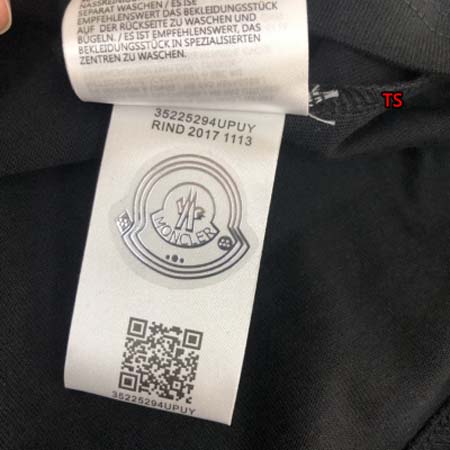 SEPARAT WASCHEN / ES IST
EMPFEHLENSWERT DAS BEKLEIDUNGSSTÜCK
AUF DER RÜCKSEITE ZU WASCHEN UND
BÜGELN. / ES IST EMPFEHLENSWERT, DAS
BEKLEIDUNGSSTÜCK IN SPEZIALISIERTEN
ZENTREN ZU WASCHEN.
TS
35225294UPUY
RIND 2017 1113
MONCLER
35225294UPUY